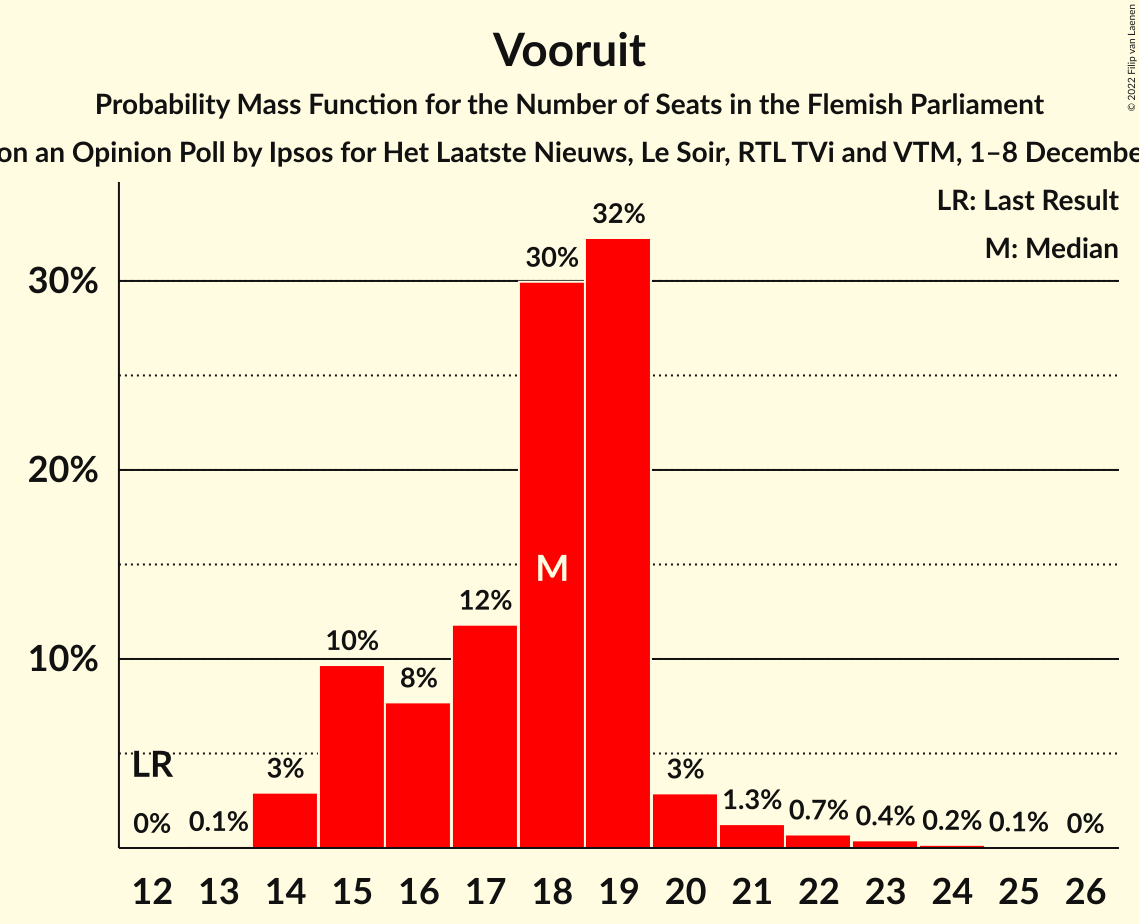 Vooruit
Probability Mass Function for the Number of Seats in the Flemish Parliament
on an Opinion Poll by Ipsos for Het Laatste Nieuws, Le Soir, RTL TVi and VTM, 1–8 Decembe
© 2022 Filip van Laenen
LR: Last Result
M: Median
30%
20%
10%
0%
0.1%
3%
10%
8%
12%
30%
32%
3%
1.3%
0.7%
0.4%
0.2%
0.1%
0%
LR
M
12 13 14 15 16 17 18 19 20 21 22 23 24 25 26